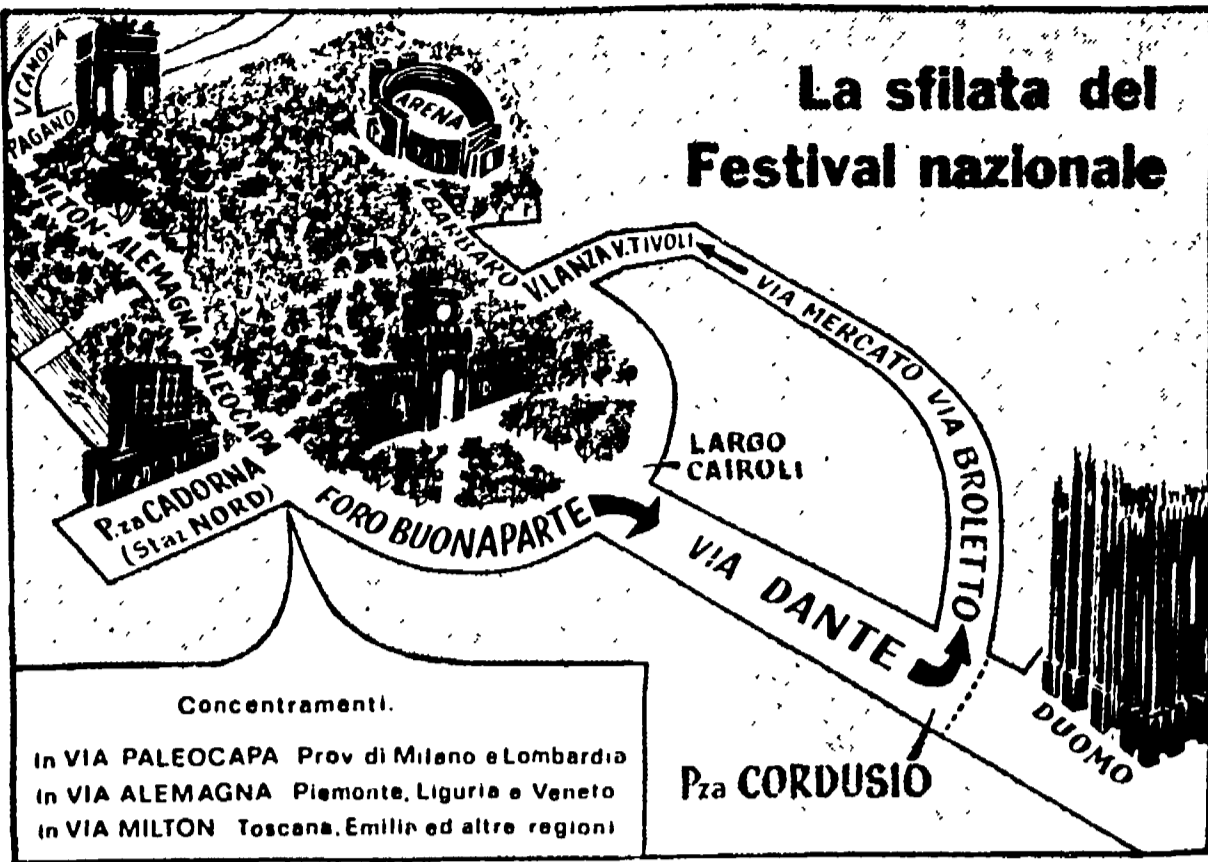 La sfilata del
Festival nazionale
V. CANOVA
PAGANO
ARENA
MILTON - ALEMAGNA - PALEOCAPA
V. BARBARO
V. LANZA V. TIVOLI
VIA MERCATO VIA BROLETTO
LARGO
CAIROLI
P.za CADORNA
(Staz NORD)
FORO BUONAPARTE
VIA DANTE
DUOMO
Pza CORDUSIO
Concentramenti.
in VIA PALEOCAPA Prov di Milano e Lombardia
in VIA ALEMAGNA Piemonte, Liguria e Veneto
in VIA MILTON Toscana, Emilia ed altre regioni